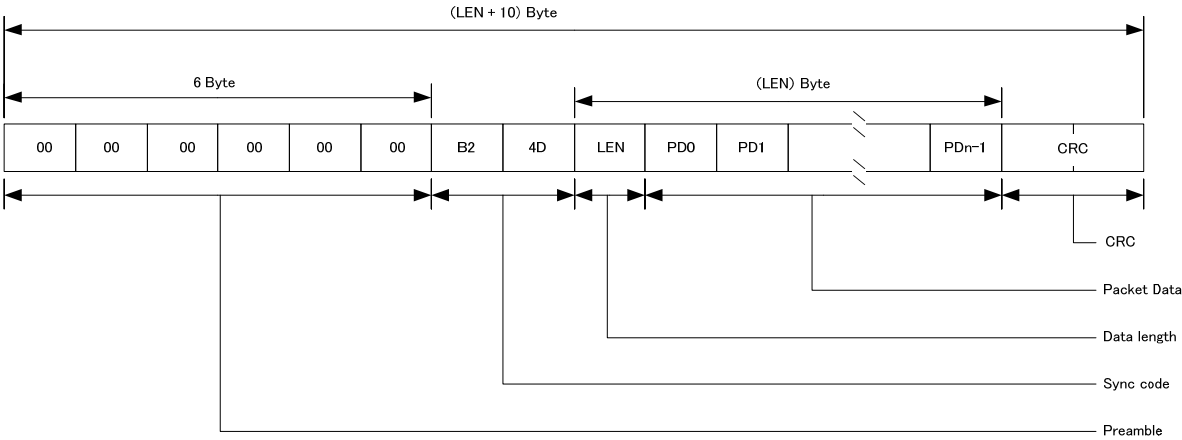 (LEN + 10) Byte
6 Byte
(LEN) Byte
00 00 00 00 00 00 B2 4D LEN PD0 PD1 PDn-1 CRC
CRC
Packet Data
Data length
Sync code
Preamble